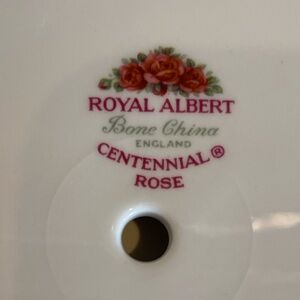 ROYAL ALBERT
Bone China
ENGLAND
CENTENNIAL ®
ROSE